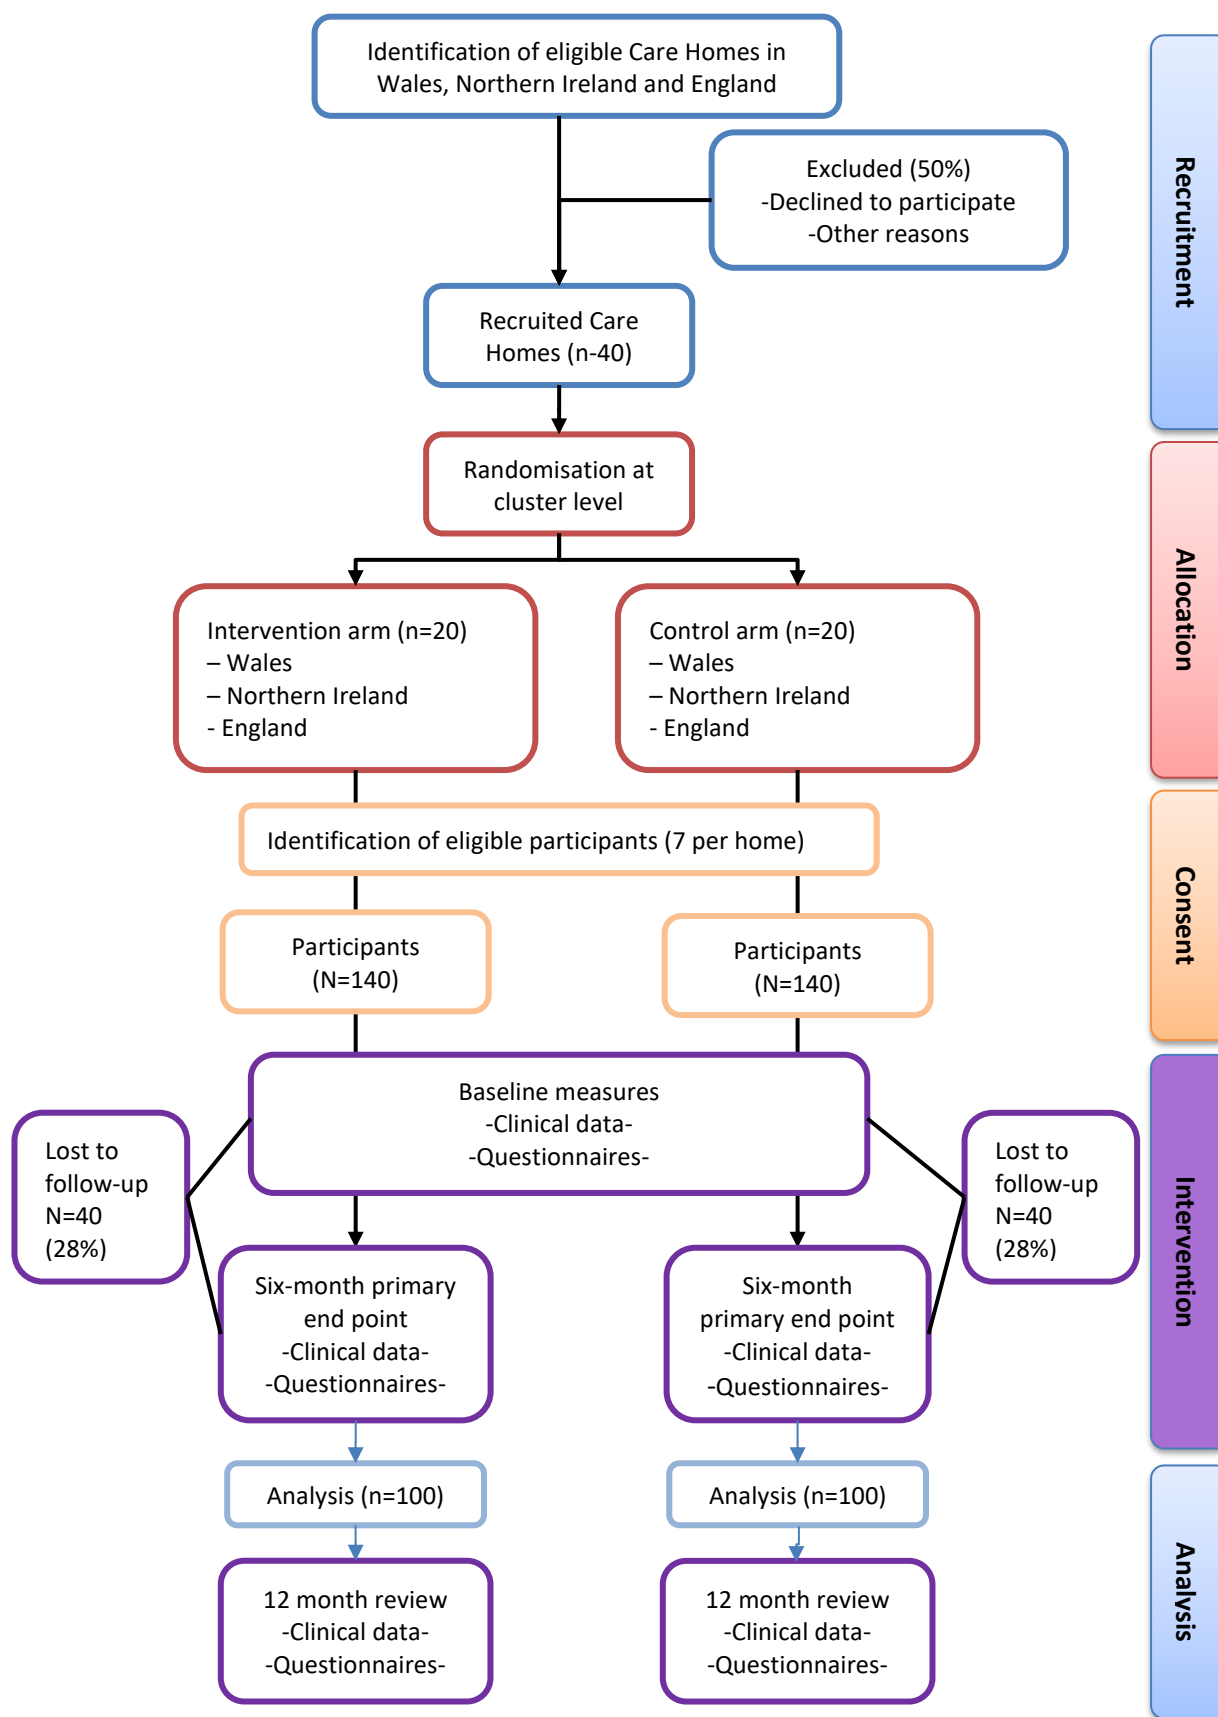 Identification of eligible Care Homes in
Wales, Northern Ireland and England
Excluded (50%)
-Declined to participate
-Other reasons
Recruitment
Recruited Care
Homes (n-40)
Randomisation at
cluster level
Allocation
Intervention arm (n=20)
– Wales
– Northern Ireland
- England
Control arm (n=20)
– Wales
– Northern Ireland
- England
Identification of eligible participants (7 per home)
Consent
Participants
(N=140)
Participants
(N=140)
Baseline measures
-Clinical data-
-Questionnaires-
Lost to
follow-up
N=40
(28%)
Lost to
follow-up
N=40
(28%)
Intervention
Six-month primary
end point
-Clinical data-
-Questionnaires-
Six-month
primary end point
-Clinical data-
-Questionnaires-
Analysis (n=100)
Analysis (n=100)
Analysis
12 month review
-Clinical data-
-Questionnaires-
12 month review
-Clinical data-
-Questionnaires-